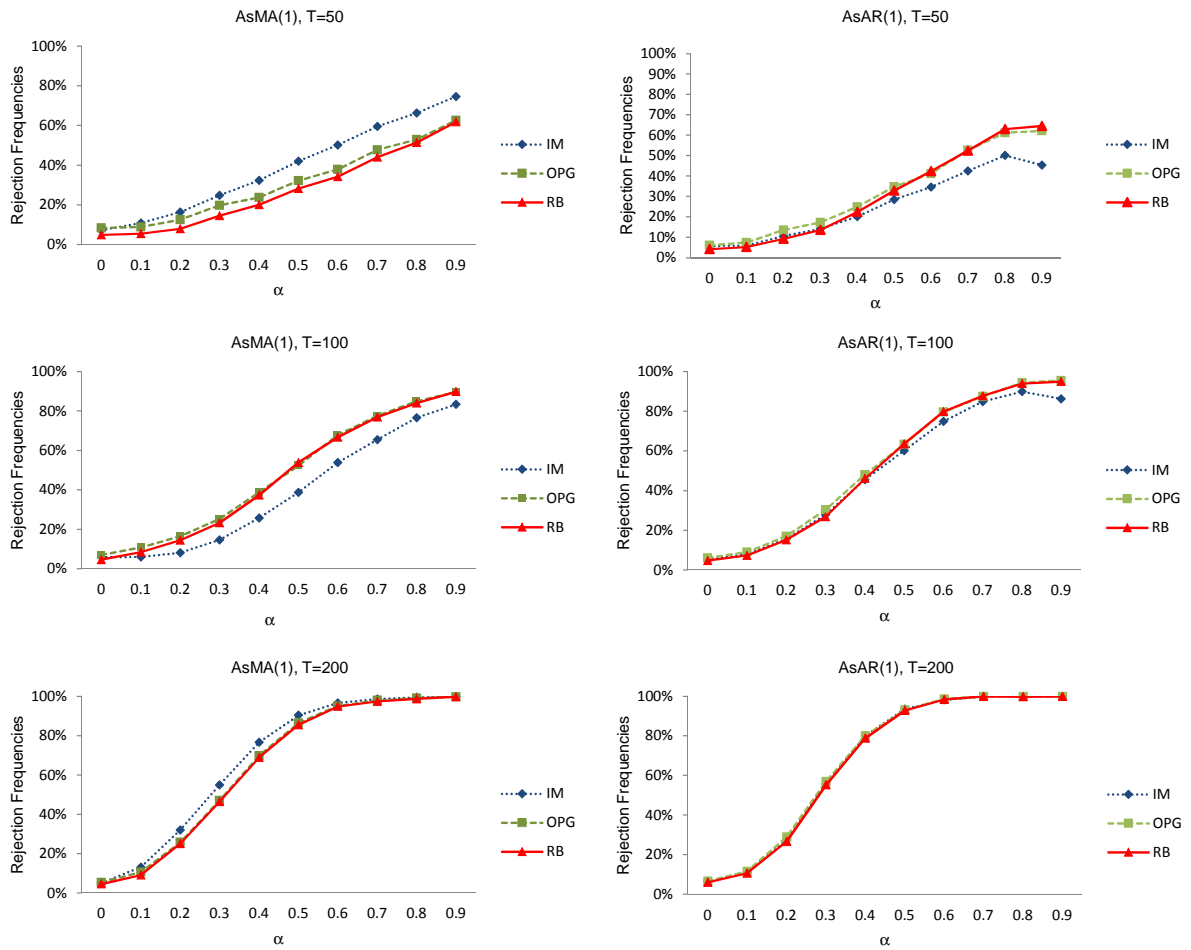 AsMA(1), T=50
Rejection Frequencies
100%
80%
60%
40%
20%
0%
0 0.1 0.2 0.3 0.4 0.5 0.6 0.7 0.8 0.9
α
IM
OPG
RB
AsAR(1), T=50
Rejection Frequencies
100%
90%
80%
70%
60%
50%
40%
30%
20%
10%
0%
0 0.1 0.2 0.3 0.4 0.5 0.6 0.7 0.8 0.9
α
IM
OPG
RB
AsMA(1), T=100
Rejection Frequencies
100%
80%
60%
40%
20%
0%
0 0.1 0.2 0.3 0.4 0.5 0.6 0.7 0.8 0.9
α
IM
OPG
RB
AsAR(1), T=100
Rejection Frequencies
100%
80%
60%
40%
20%
0%
0 0.1 0.2 0.3 0.4 0.5 0.6 0.7 0.8 0.9
α
IM
OPG
RB
AsMA(1), T=200
Rejection Frequencies
100%
80%
60%
40%
20%
0%
0 0.1 0.2 0.3 0.4 0.5 0.6 0.7 0.8 0.9
α
IM
OPG
RB
AsAR(1), T=200
Rejection Frequencies
100%
80%
60%
40%
20%
0%
0 0.1 0.2 0.3 0.4 0.5 0.6 0.7 0.8 0.9
α
IM
OPG
RB